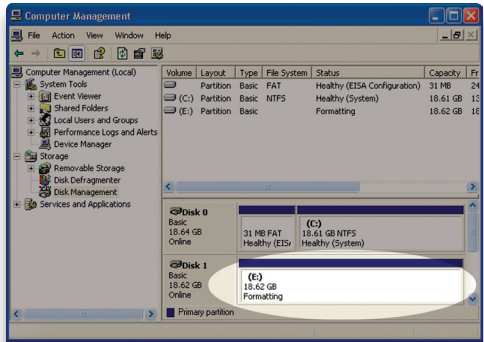 Computer Management
File Action View Window Help
Computer Management (Local)
System Tools
Event Viewer
Shared Folders
Local Users and Groups
Performance Logs and Alerts
Device Manager
Storage
Removable Storage
Disk Defragmenter
Disk Management
Services and Applications
Volume Layout Type File System Status Capacity Fr
Partition Basic FAT Healthy (EISA Configuration) 31 MB 24
(C:) Partition Basic NTFS Healthy (System) 18.61 GB 13
(E:) Partition Basic Formatting 18.62 GB 18
Disk 0
Basic
18.64 GB
Online
31 MB FAT
Healthy (EIS
(C:)
18.61 GB NTFS
Healthy (System)
Disk 1
Basic
18.62 GB
Online
(E:)
18.62 GB
Formatting
Primary partition